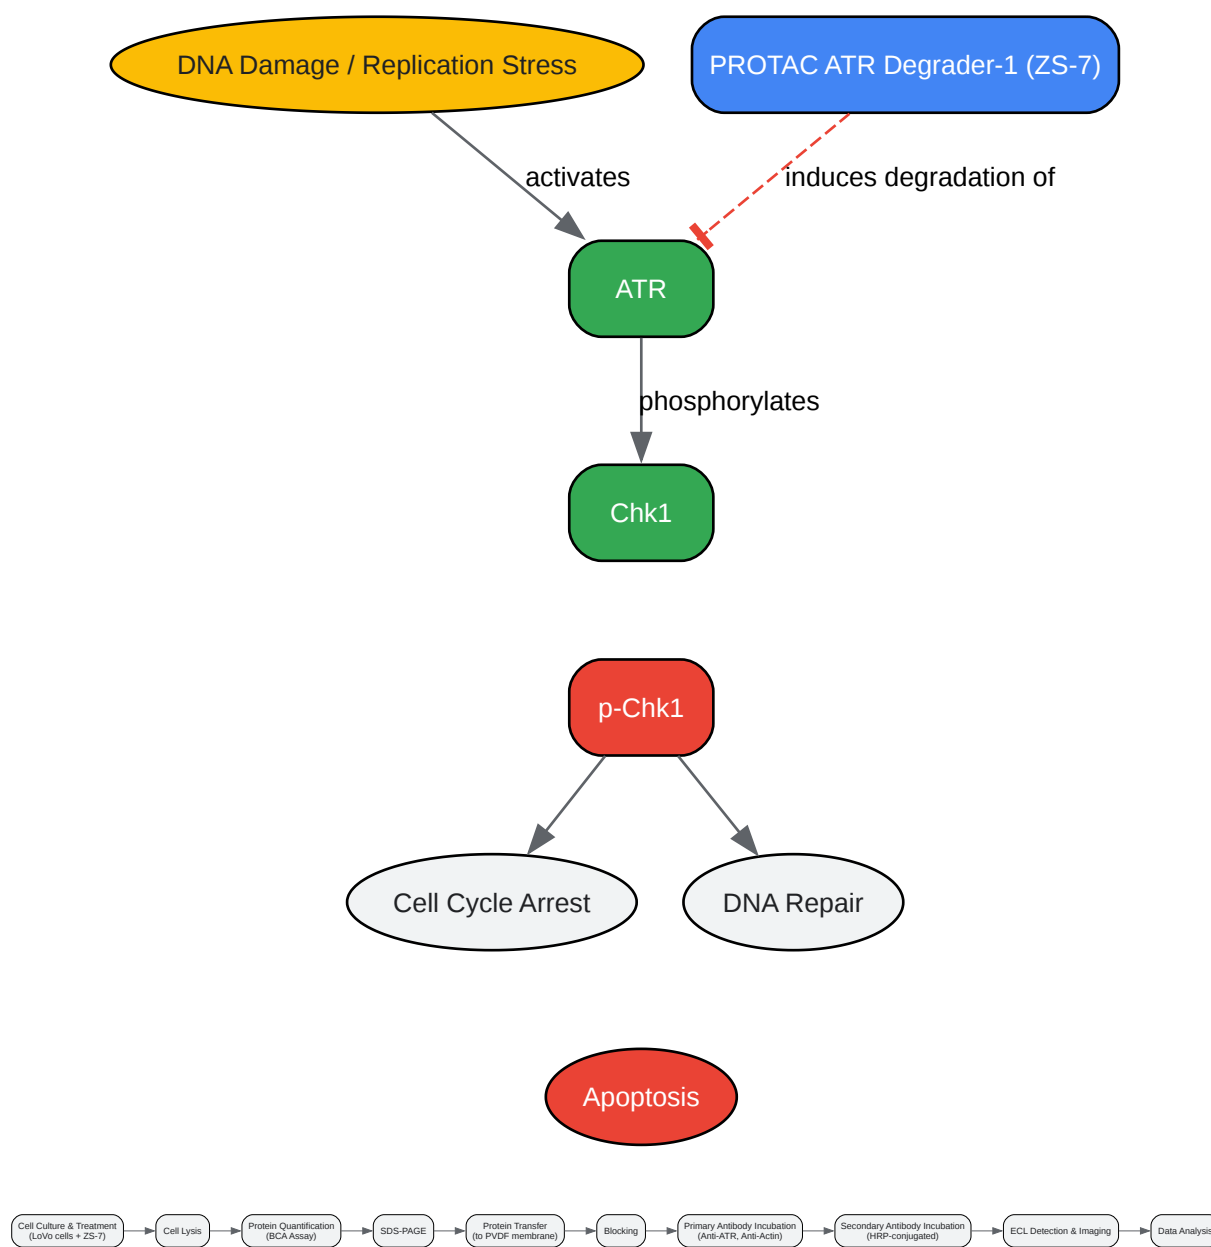 DNA Damage / Replication Stress
PROTAC ATR Degrader-1 (ZS-7)
activates
induces degradation of
ATR
phosphorylates
Chk1
p-Chk1
Cell Cycle Arrest
DNA Repair
Apoptosis
Cell Culture & Treatment
(LoVo cells + ZS-7)
Cell Lysis
Protein Quantification
(BCA Assay)
SDS-PAGE
Protein Transfer
(to PVDF membrane)
Blocking
Primary Antibody Incubation
(Anti-ATR, Anti-Actin)
Secondary Antibody Incubation
(HRP-conjugated)
ECL Detection & Imaging
Data Analysis